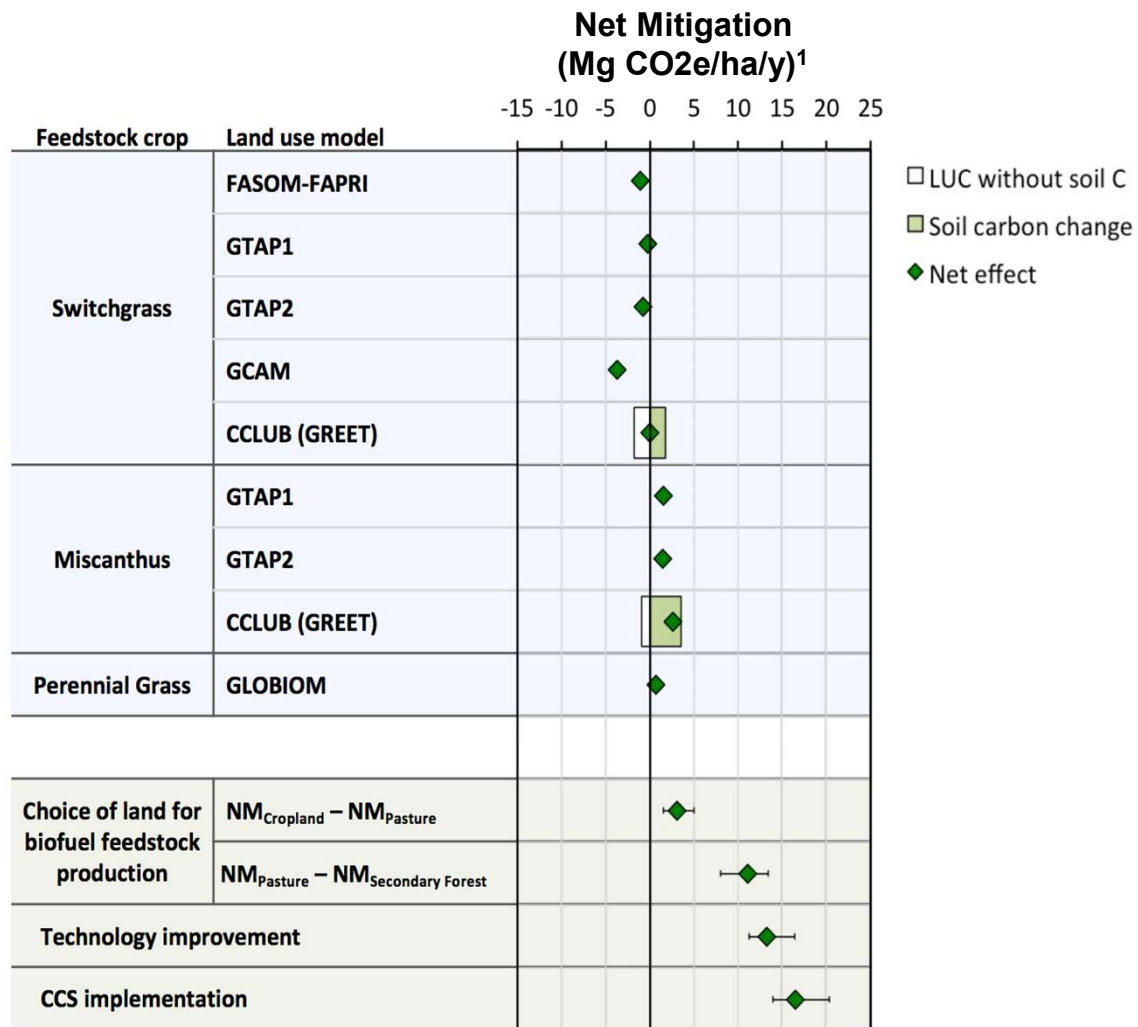 Net Mitigation
(Mg CO2e/ha/y)¹
-15 -10 -5 0 5 10 15 20 25
Feedstock crop Land use model
FASOM-FAPRI
GTAP1
Switchgrass GTAP2
GCAM
CCLUB (GREET)
GTAP1
Miscanthus GTAP2
CCLUB (GREET)
Perennial Grass GLOBIOM
LUC without soil C
Soil carbon change
Net effect
Choice of land for
biofuel feedstock
production
NMCropland – NMPasture
NMPasture – NMSecondary Forest
Technology improvement
CCS implementation